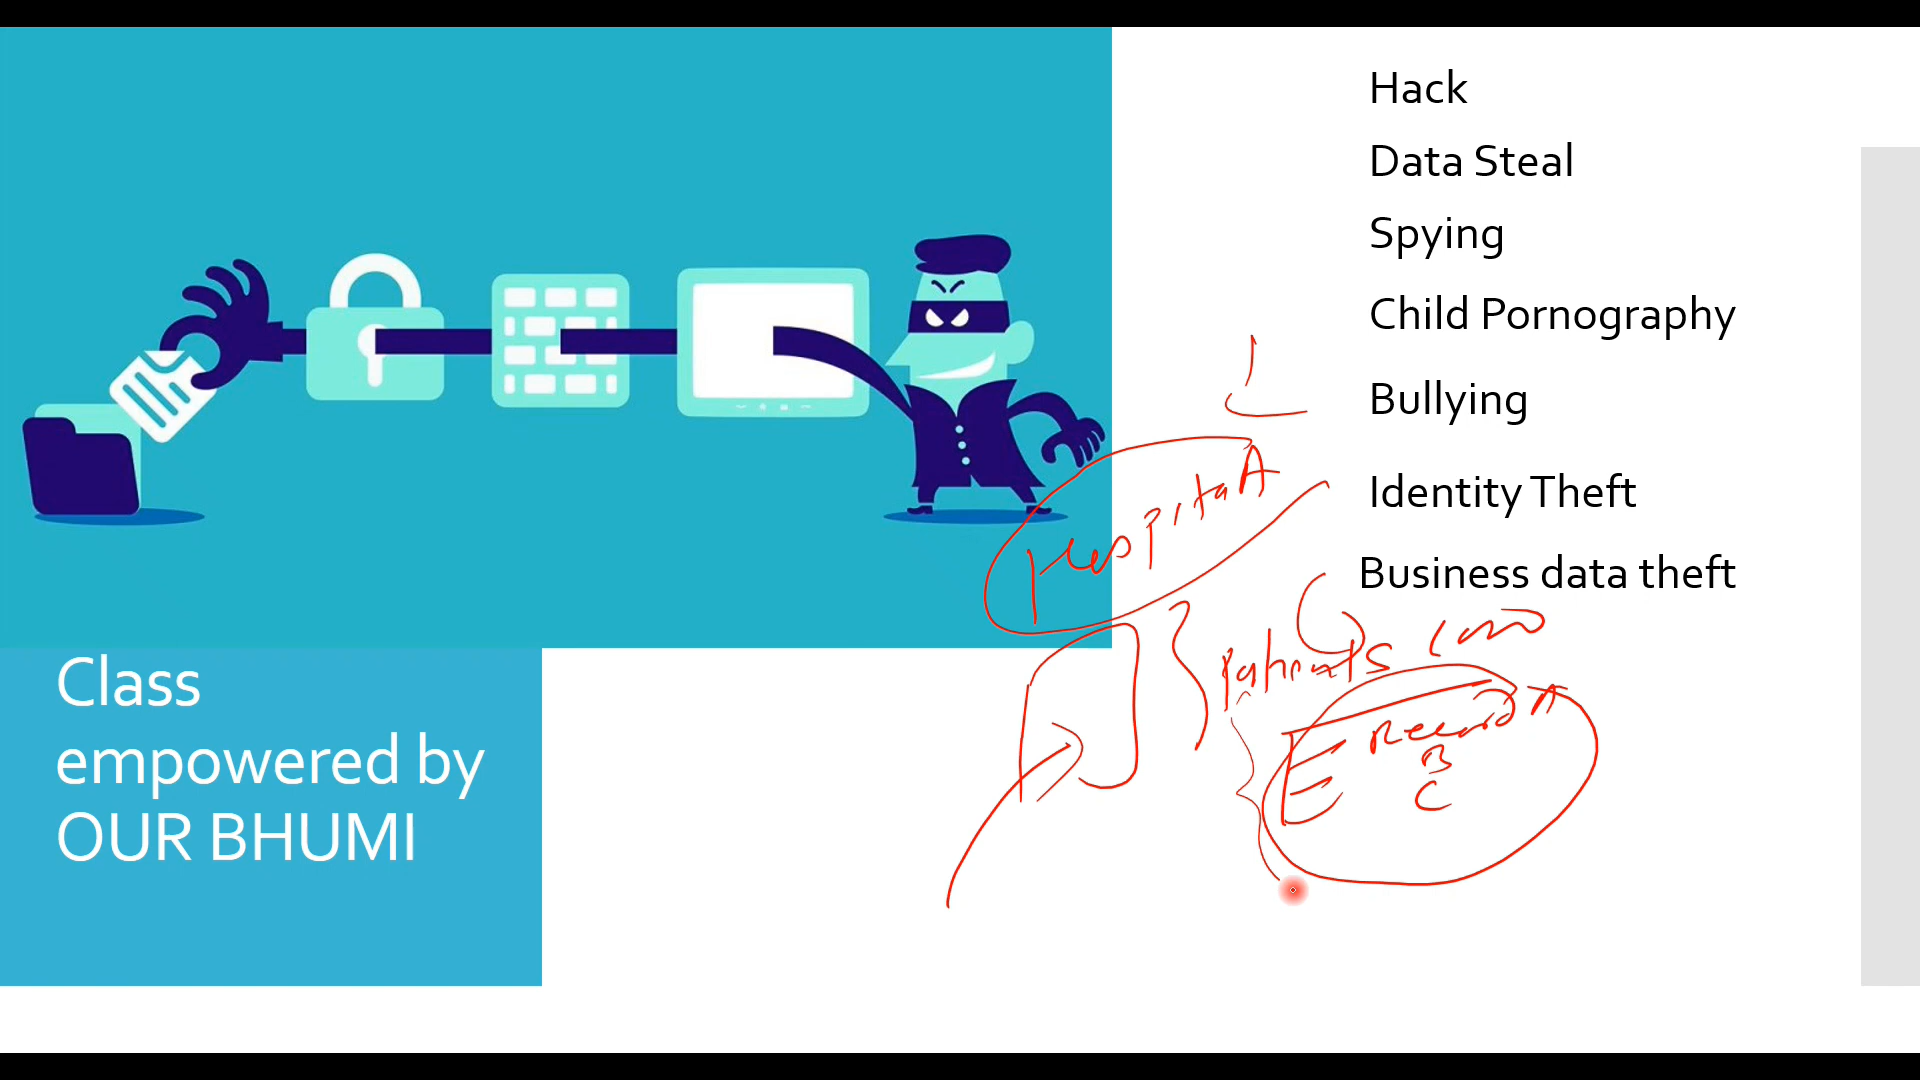 Hack
Data Steal
Spying
Child Pornography
Bullying
Identity Theft
Business data theft
Hospital A
Patients
Record A
B
C
Class
empowered by
OUR BHUMI